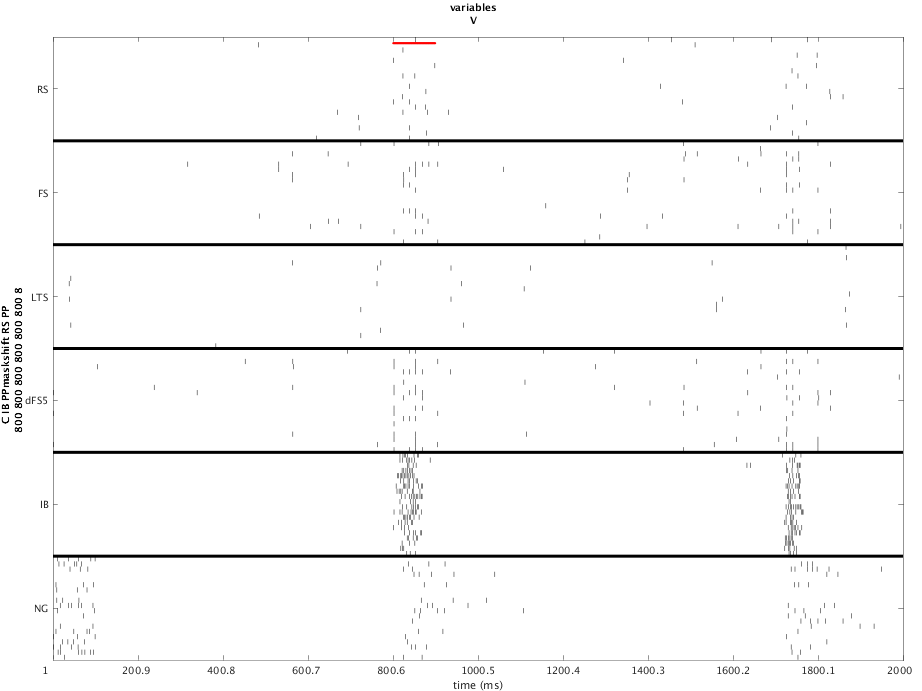 variables
V
RS
FS
LTS
dFS5
IB
NG
C IB PPmaskshift RS PP
800 800 800 800 800 800 8
1
200.9
400.8
600.7
800.6
1000.5
1200.4
1400.3
1600.2
1800.1
2000
time (ms)